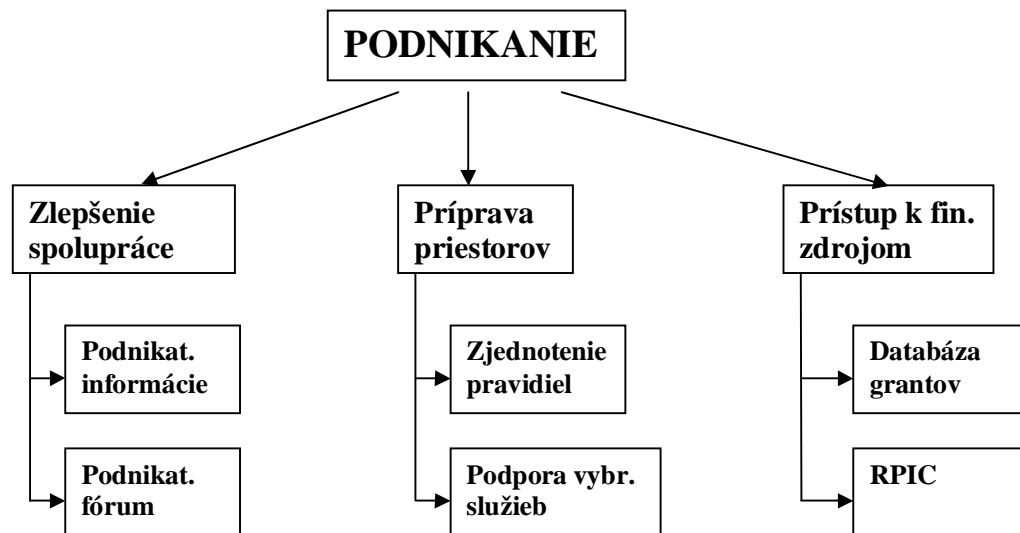 PODNIKANIE
Zlepšenie
spolupráce
Príprava
priestorov
Prístup k fin.
zdrojom
Podnikat.
informácie
Zjednotenie
pravidiel
Databáza
grantov
Podnikat.
fórum
Podpora vybr.
služieb
RPIC